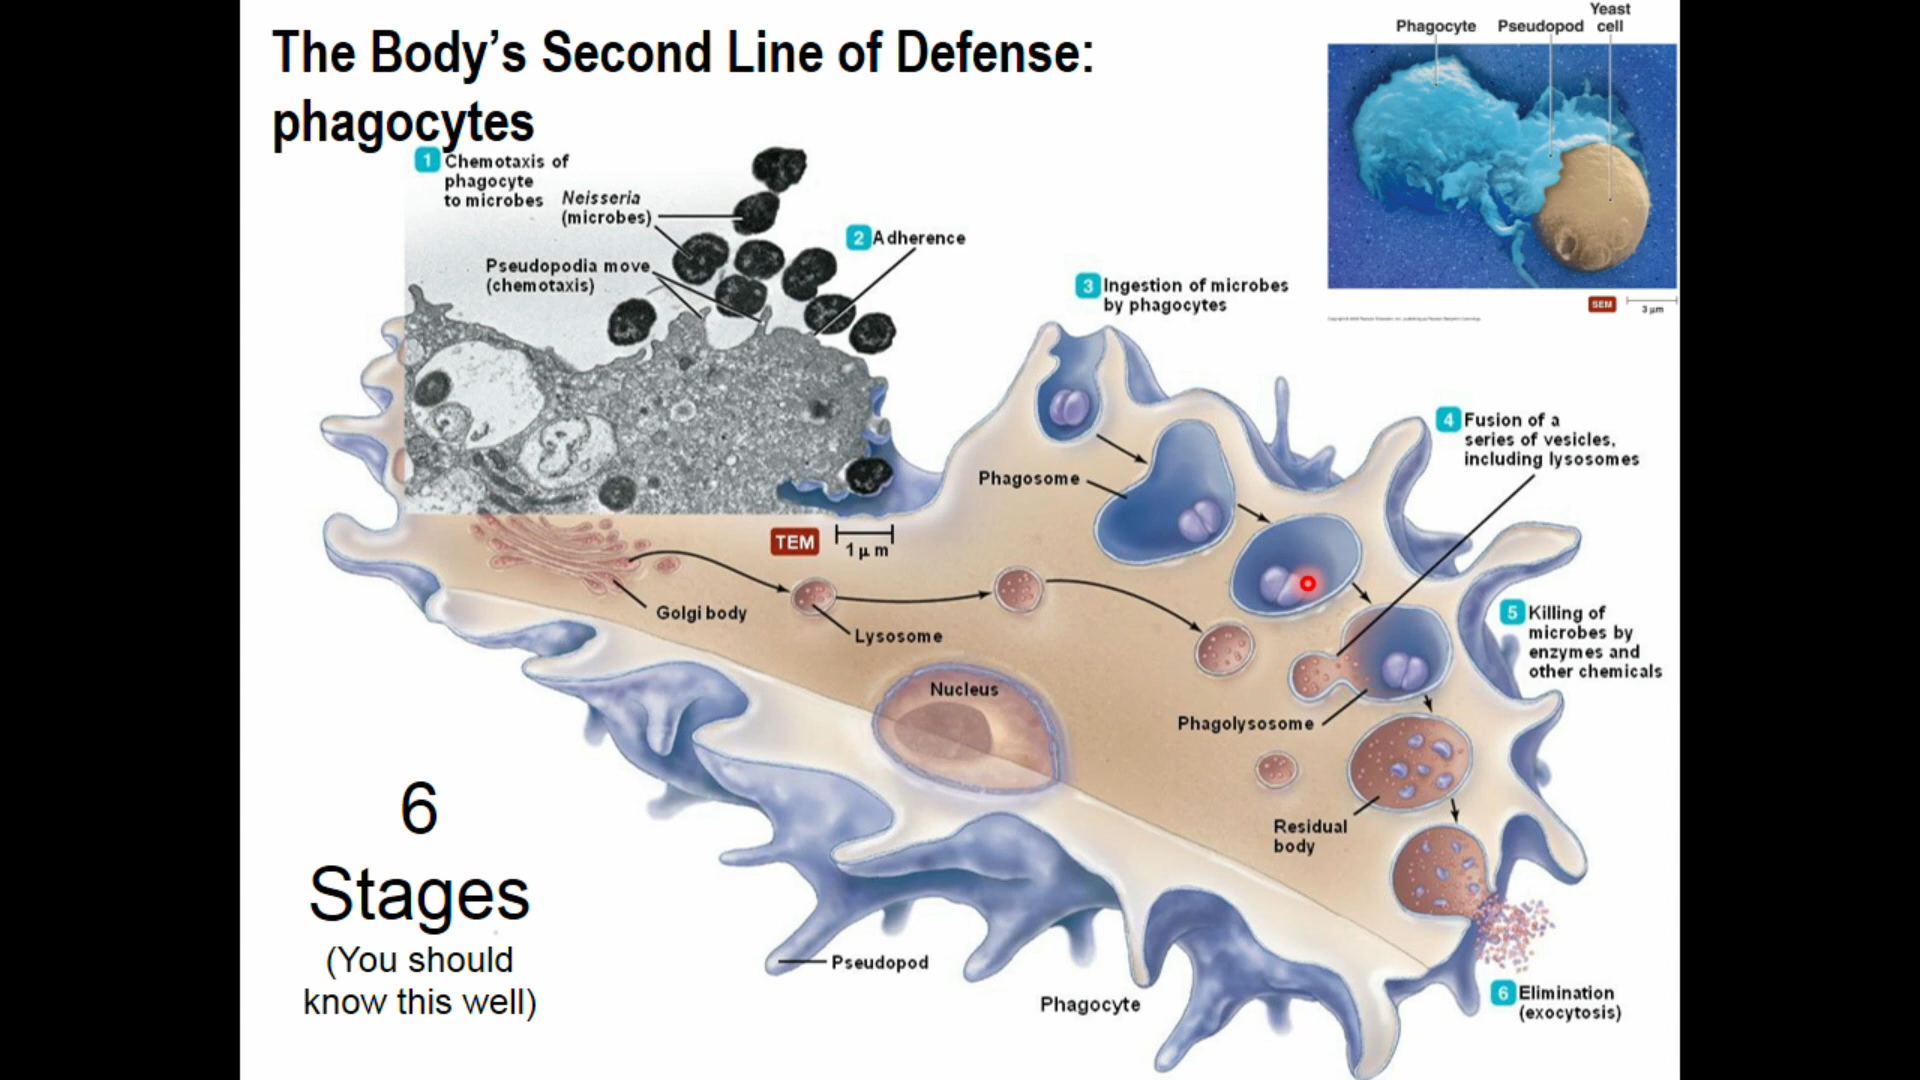 The Body’s Second Line of Defense:
phagocytes
Phagocyte
Pseudopod
Yeast
cell
SEM
3 µm
1 Chemotaxis of
phagocyte
to microbes
Neisseria
(microbes)
Pseudopodia move
(chemotaxis)
2 Adherence
3 Ingestion of microbes
by phagocytes
4 Fusion of a
series of vesicles,
including lysosomes
Phagosome
TEM
1 µm
Golgi body
Lysosome
Nucleus
5 Killing of
microbes by
enzymes and
other chemicals
Phagolysosome
Residual
body
6
Stages
(You should
know this well)
Pseudopod
Phagocyte
6 Elimination
(exocytosis)